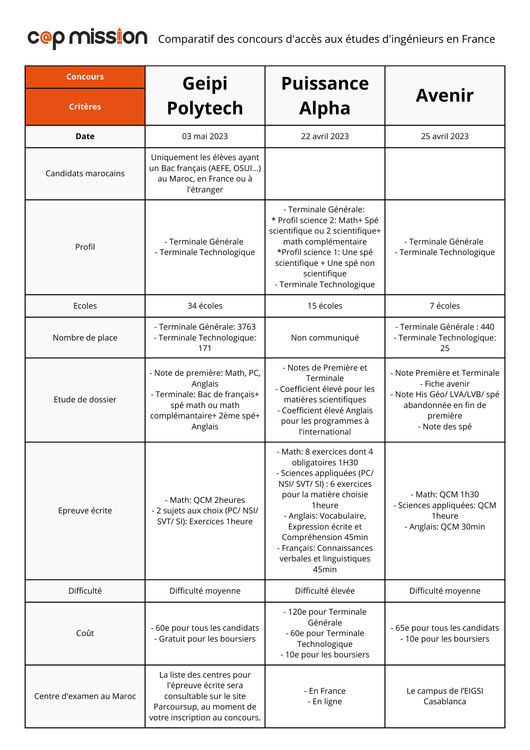 cap mission Comparatif des concours d'accès aux études d'ingénieurs en France
Concours
Critères
Geipi
Polytech
Puissance
Alpha
Avenir
Date
03 mai 2023
22 avril 2023
25 avril 2023
Candidats marocains
Uniquement les élèves ayant
un Bac français (AEFE, OSUI...)
au Maroc, en France ou à
l'étranger
Profil
- Terminale Générale
- Terminale Technologique
- Terminale Générale:
* Profil science 2: Math+ Spé
scientifique ou 2 scientifique+
math complémentaire
*Profil science 1: Une spé
scientifique + Une spé non
scientifique
- Terminale Technologique
- Terminale Générale
- Terminale Technologique
Ecoles
34 écoles
15 écoles
7 écoles
Nombre de place
- Terminale Générale: 3763
- Terminale Technologique:
171
Non communiqué
- Terminale Générale : 440
- Terminale Technologique:
25
Etude de dossier
- Note de première: Math, PC,
Anglais
- Terminale: Bac de français+
spé math ou math
complémantaire+ 2ème spé+
Anglais
- Notes de Première et
Terminale
- Coefficient élevé pour les
matières scientifiques
- Coefficient élevé Anglais
pour les programmes à
l'international
- Note Première et Terminale
- Fiche avenir
- Note His Géo/ LVA/LVB/ spé
abandonnée en fin de
première
- Note des spé
Epreuve écrite
- Math: QCM 2heures
- 2 sujets aux choix (PC/ NSI/
SVT/ SI): Exercices 1heure
- Math: 8 exercices dont 4
obligatoires 1H30
- Sciences appliquées (PC/
NSI/ SVT/ SI) : 6 exercices
pour la matière choisie
1heure
- Anglais: Vocabulaire,
Expression écrite et
Compréhension 45min
- Français: Connaissances
verbales et linguistiques
45min
- Math: QCM 1h30
- Sciences appliquées: QCM
1heure
- Anglais: QCM 30min
Difficulté
Difficulté moyenne
Difficulté élevée
Difficulté moyenne
Coût
- 60e pour tous les candidats
- Gratuit pour les boursiers
- 120e pour Terminale
Générale
- 60e pour Terminale
Technologique
- 10e pour les boursiers
- 65e pour tous les candidats
- 10e pour les boursiers
Centre d'examen au Maroc
La liste des centres pour
l'épreuve écrite sera
consultable sur le site
Parcoursup, au moment de
votre inscription au concours.
- En France
- En ligne
Le campus de l'EIGSI
Casablanca